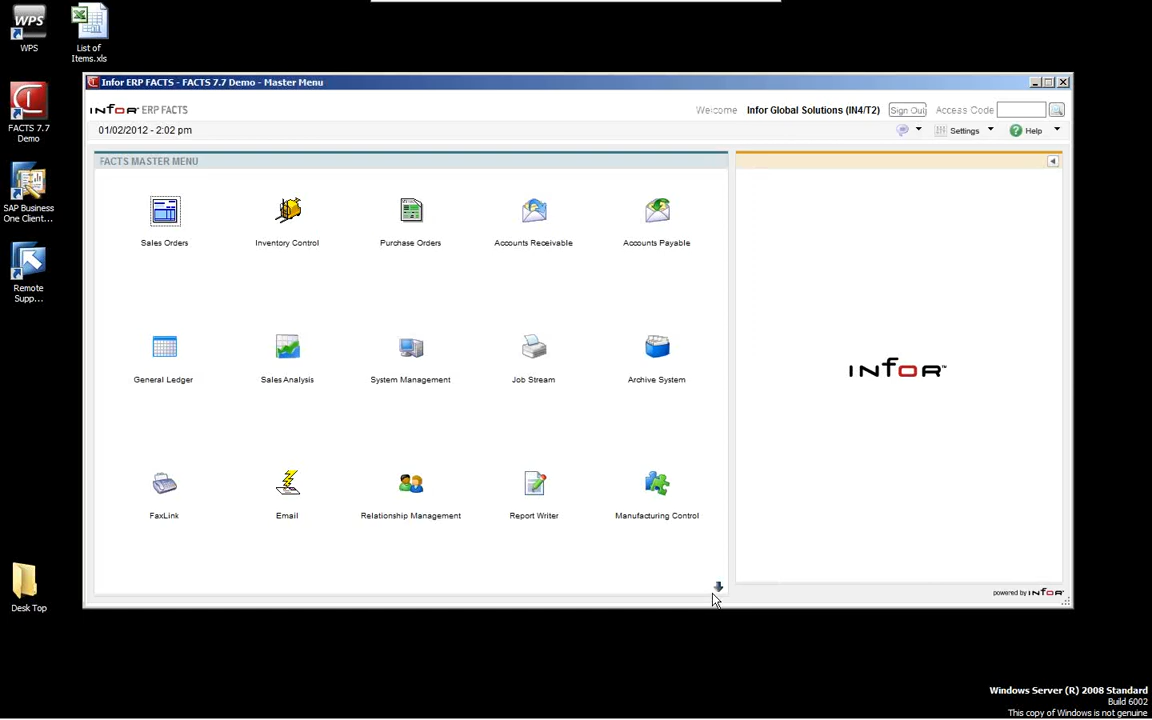 WPS
WPS
List of
Items.xls
FACTS 7.7
Demo
SAP Business
One Client...
Remote
Supp...
Desk Top
Infor ERP FACTS - FACTS 7.7 Demo - Master Menu
INFOR ERP FACTS
Welcome Infor Global Solutions (IN4/T2) Sign Out Access Code
01/02/2012 - 2:02 pm
Settings Help
FACTS MASTER MENU
Sales Orders Inventory Control Purchase Orders Accounts Receivable Accounts Payable
General Ledger Sales Analysis System Management Job Stream Archive System
FaxLink Email Relationship Management Report Writer Manufacturing Control
INFOR™
powered by INFOR™
Windows Server (R) 2008 Standard
Build 6002
This copy of Windows is not genuine